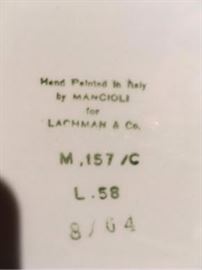 Hand Painted in Italy
by MANCIOLI
for
LACHMAN & Co.
M.157/C
L.58
8/64